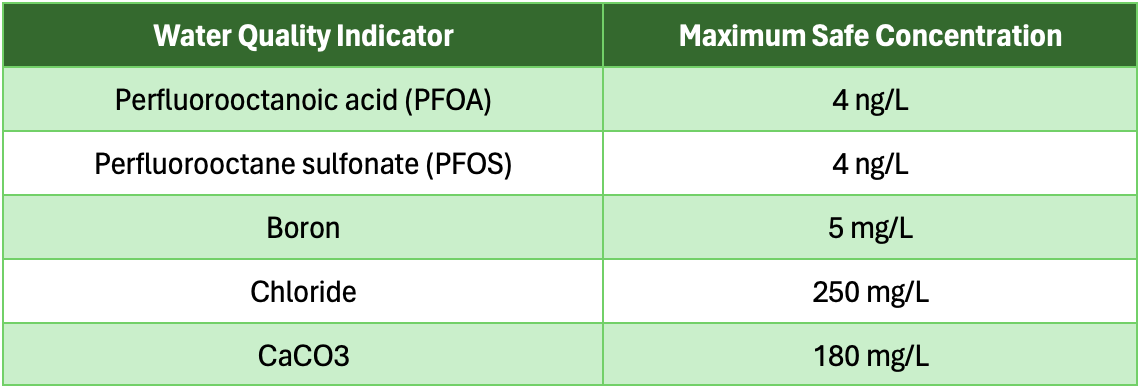 Water Quality Indicator Maximum Safe Concentration
Perfluorooctanoic acid (PFOA) 4 ng/L
Perfluorooctane sulfonate (PFOS) 4 ng/L
Boron 5 mg/L
Chloride 250 mg/L
CaCO3 180 mg/L